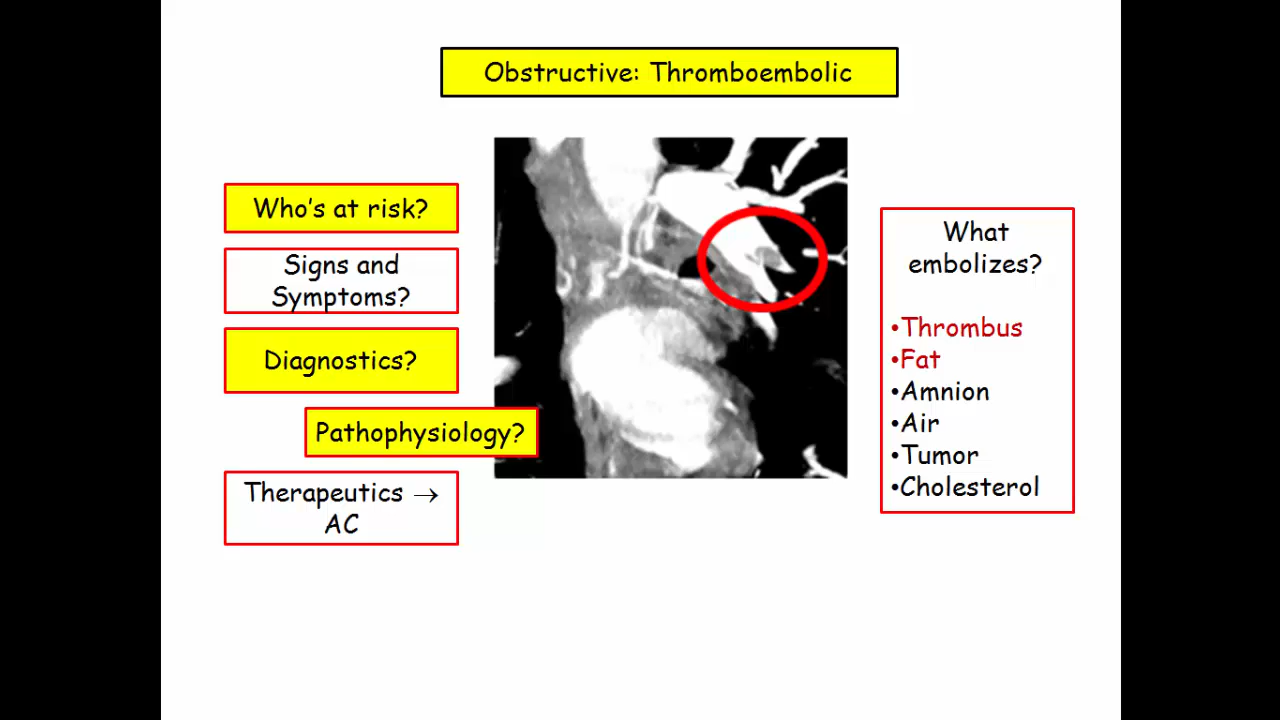 Obstructive: Thromboembolic
Who's at risk?
Signs and
Symptoms?
Diagnostics?
Pathophysiology?
Therapeutics →
AC
What
embolizes?
•Thrombus
•Fat
•Amnion
•Air
•Tumor
•Cholesterol